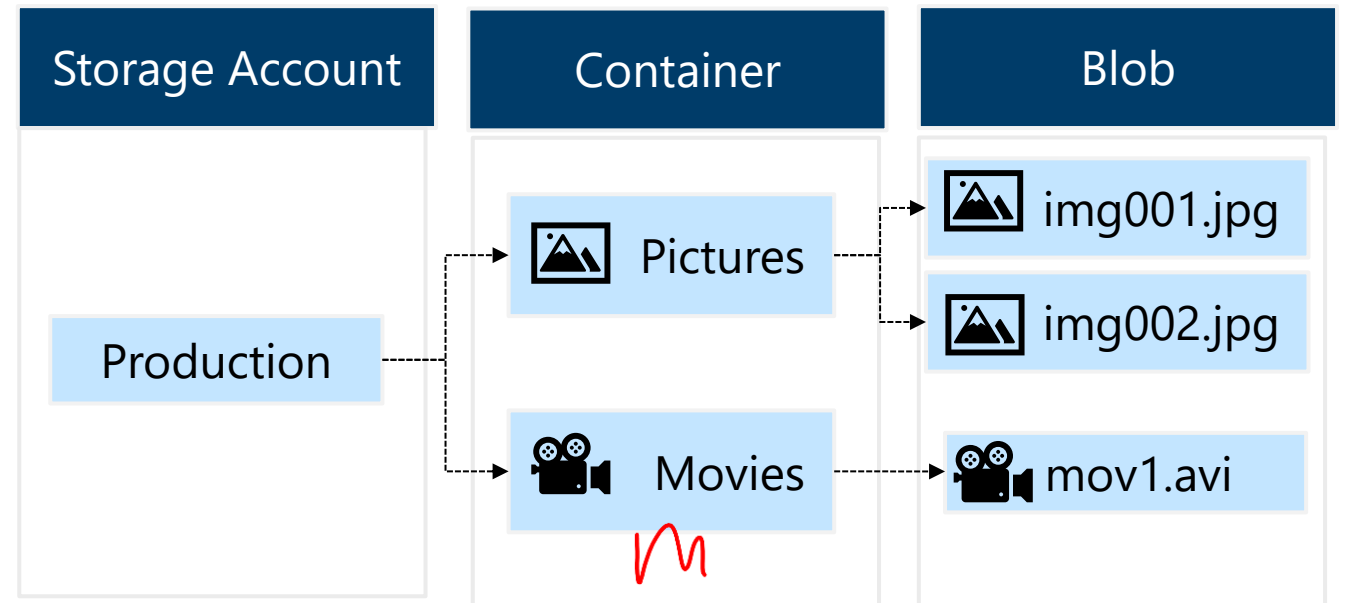 Storage Account
Container
Blob
Production
Pictures
Movies
img001.jpg
img002.jpg
mov1.avi